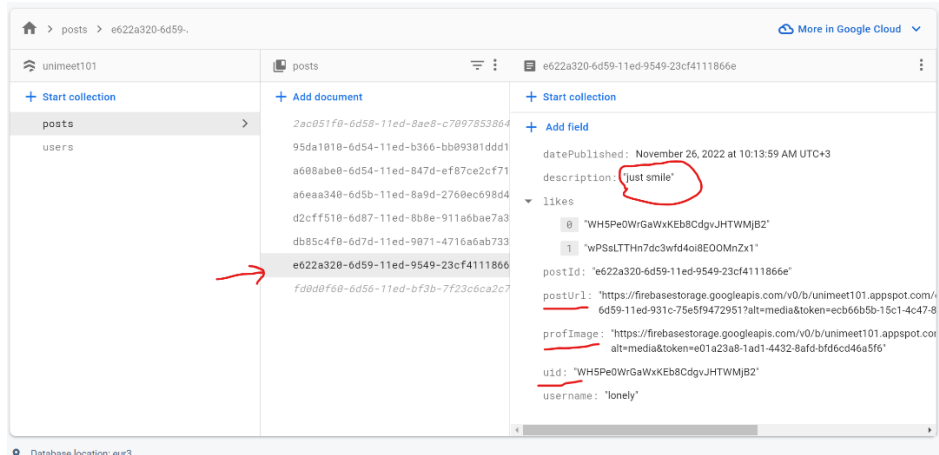 posts > e622a320-6d59-.
More in Google Cloud
unimeet101
posts
e622a320-6d59-11ed-9549-23cf4111866e
+ Start collection
+ Add document
+ Start collection
posts
users
2ac051f0-6d58-11ed-8ae8-c7097853864
95da1010-6d54-11ed-b366-bb09301ddd1
a608abe0-6d54-11ed-847d-ef87ce2cf71
a6eaa340-6d5b-11ed-8a9d-2760ec698d4
d2cff510-6d87-11ed-8b8e-911a6bae7a3
db85c4f0-6d7d-11ed-9071-4716a6ab733
e622a320-6d59-11ed-9549-23cf4111866
fd0d0f60-6d56-11ed-bf3b-7f23c6ca2c7
+ Add field
datePublished: November 26, 2022 at 10:13:59 AM UTC+3
description: "just smile"
likes
0 "WH5Pe0WrGaWxKEb8CdgvJHTWMjB2"
1 "wPSsLTTHn7dc3wfd4oi8EOOMnZx1"
postId: "e622a320-6d59-11ed-9549-23cf4111866e"
postUrl: "https://firebasestorage.googleapis.com/v0/b/unimeet101.appspot.com/
6d59-11ed-931c-75e5f9472951?alt=media&token=ecb66b5b-15c1-4c47-8
profImage: "https://firebasestorage.googleapis.com/v0/b/unimeet101.appspot.co
alt=media&token=e01a23a8-1ad1-4432-8afd-bfd6cd46a5f6"
uid: "WH5Pe0WrGaWxKEb8CdgvJHTWMjB2"
username: "lonely"
Database location: eur3